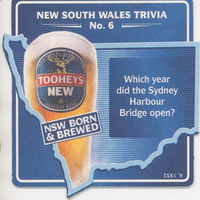 NEW SOUTH WALES TRIVIA
No. 6
TOOHEYS
NEW
NSW BORN
& BREWED
Which year
did the Sydney
Harbour
Bridge open?
A. 1932